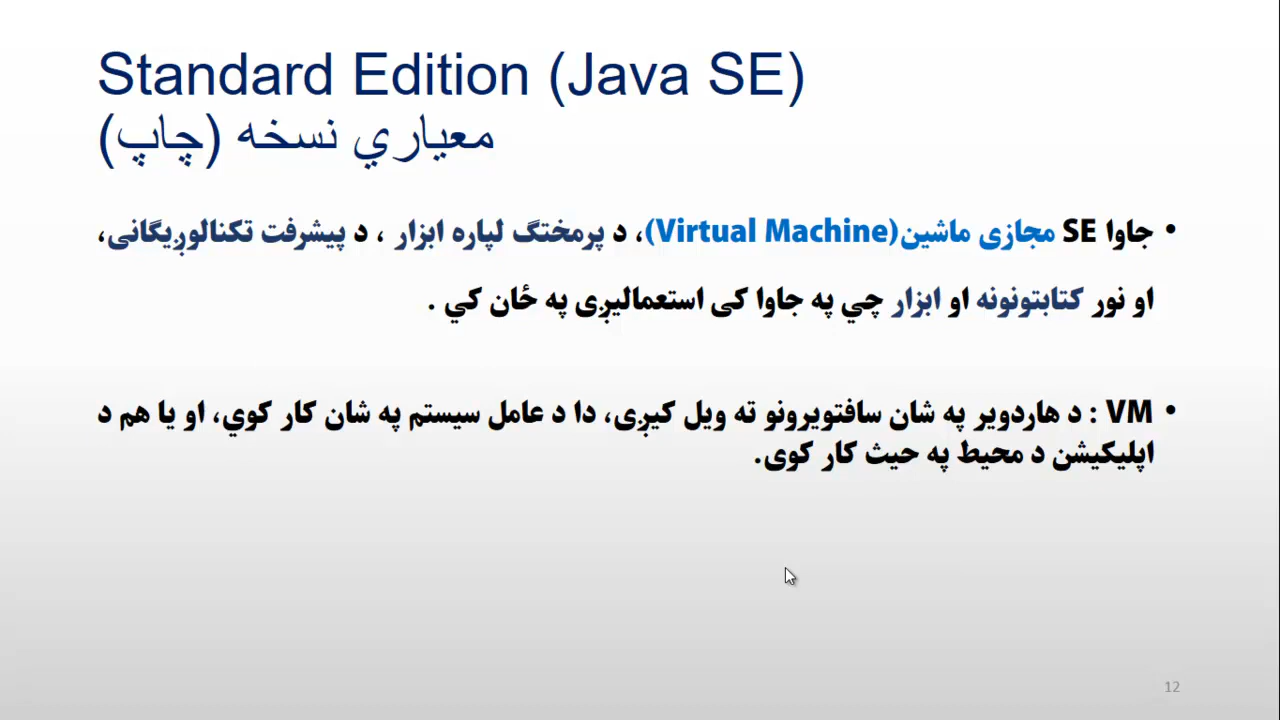 Standard Edition (Java SE)
معياري نسخه (چاپ)
• جاوا SE مجازی ماشین(Virtual Machine)، د پرمختگ لپاره ابزار ، د پیشرفت تکنالوږیگانی،
او نور کتابتونونه او ابزار چي په جاوا کی استعمالیږی په ځان کي .
• VM : د هاردویر په شان سافتویرونو ته ویل کیږی، دا د عامل سیستم په شان کار کوي، او یا هم د
اپلیکیشن د محیط په حیث کار کوی.
12